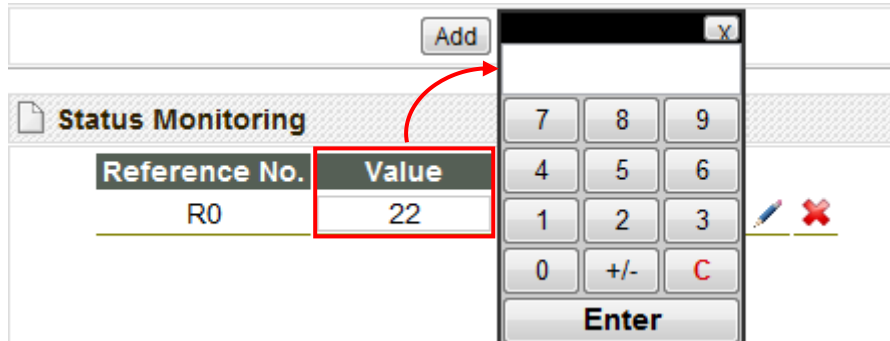 Add
X
Status Monitoring
7 8 9
Reference No. Value
4 5 6
R0 22
1 2 3
0 +/- C
Enter